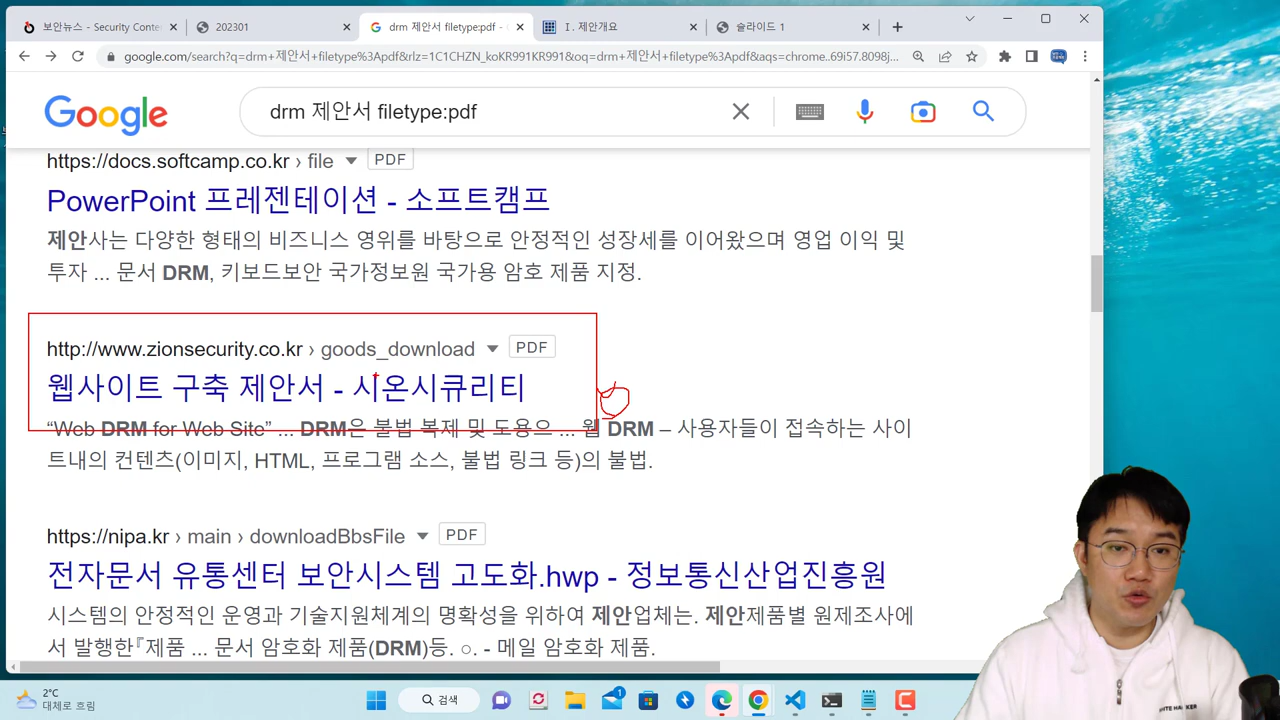 보안뉴스 - Security Conte
202301
drm 제안서 filetype:pdf -
I. 제안개요
슬라이드 1
google.com/search?q=drm+제안서+filetype%3Apdf&rlz=1C1CHZN_koKR991KR991&oq=drm+제안서+filetype%3Apdf&aqs=chrome..69i57.8098j...
Google
drm 제안서 filetype:pdf
https://docs.softcamp.co.kr › file
PDF
PowerPoint 프레젠테이션 - 소프트캠프
제안사는 다양한 형태의 비즈니스 영위를 바탕으로 안정적인 성장세를 이어왔으며 영업 이익 및
투자 ... 문서 DRM, 키보드보안 국가정보원 국가용 암호 제품 지정.
http://www.zionsecurity.co.kr › goods_download
PDF
웹사이트 구축 제안서 - 시온시큐리티
“Web DRM for Web Site” ... DRM은 불법 복제 및 도용으 ... 웹 DRM – 사용자들이 접속하는 사이
트내의 컨텐츠(이미지, HTML, 프로그램 소스, 불법 링크 등)의 불법.
https://nipa.kr › main › downloadBbsFile
PDF
전자문서 유통센터 보안시스템 고도화.hwp - 정보통신산업진흥원
시스템의 안정적인 운영과 기술지원체계의 명확성을 위하여 제안업체는. 제안제품별 원제조사에
서 발행한『제품 ... 문서 암호화 제품(DRM)등. ○. - 메일 암호화 제품.
2°C
대체로 흐림
검색
1
WHITE HACKER